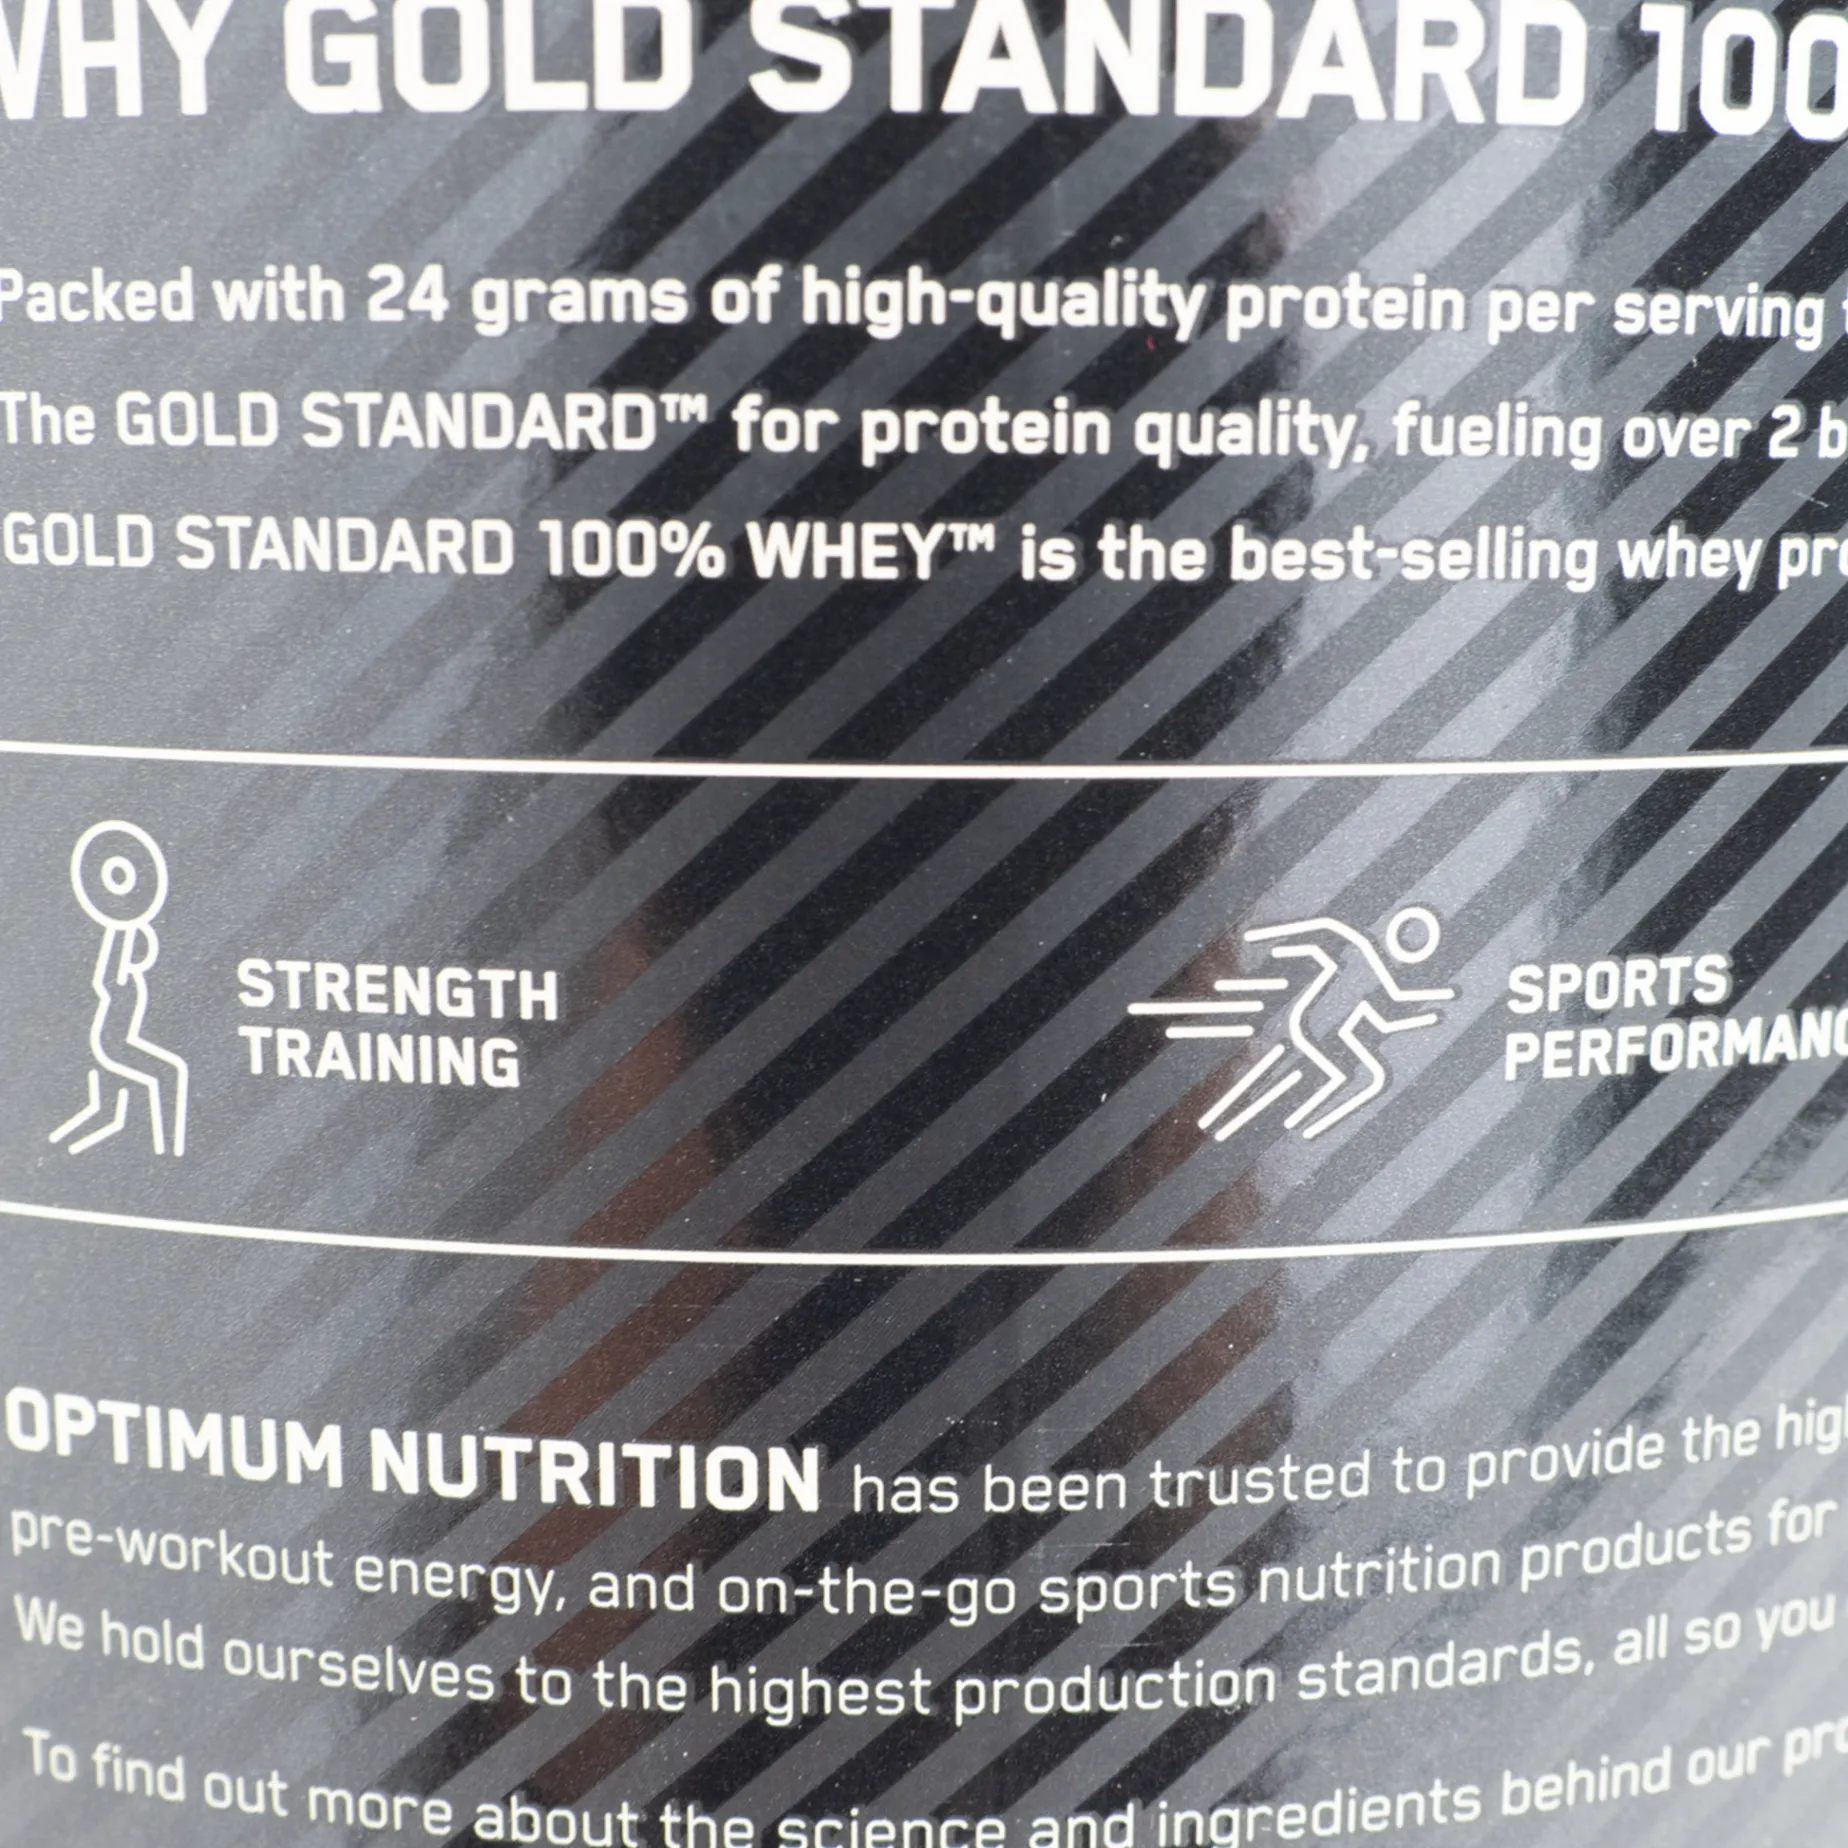 WHY GOLD STANDARD 100
Packed with 24 grams of high-quality protein per serving
The GOLD STANDARD™ for protein quality, fueling over 2 b
GOLD STANDARD 100% WHEY™ is the best-selling whey pro
STRENGTH
TRAINING
SPORTS
PERFORMANC
OPTIMUM NUTRITION has been trusted to provide the hig
pre-workout energy, and on-the-go sports nutrition products for
We hold ourselves to the highest production standards, all so you
To find out more about the science and ingredients behind our pro